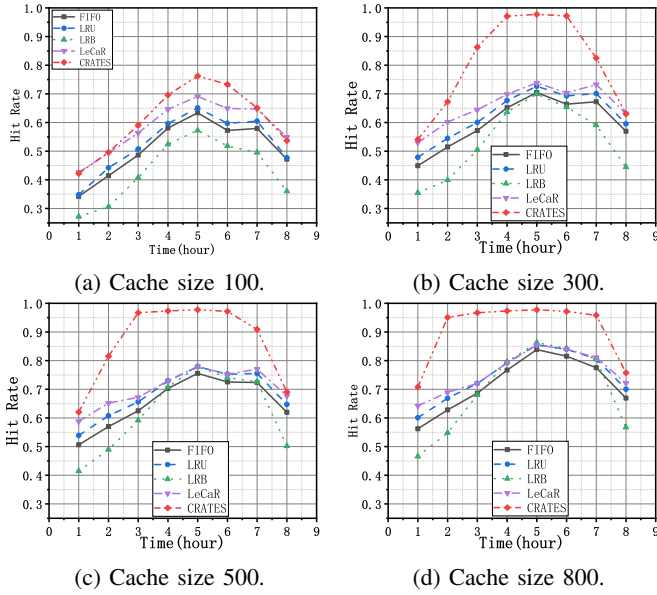 1.0
0.9
0.8
0.7
0.6
0.5
0.4
0.3
Hit Rate
FIFO
LRU
LRB
LeCaR
CRATES
0 1 2 3 4 5 6 7 8 9
Time(hour)
(a) Cache size 100.
1.0
0.9
0.8
0.7
0.6
0.5
0.4
0.3
Hit Rate
FIFO
LRU
LRB
LeCaR
CRATES
0 1 2 3 4 5 6 7 8 9
Time(hour)
(b) Cache size 300.
1.0
0.9
0.8
0.7
0.6
0.5
0.4
0.3
Hit Rate
FIFO
LRU
LRB
LeCaR
CRATES
0 1 2 3 4 5 6 7 8 9
Time(hour)
(c) Cache size 500.
1.0
0.9
0.8
0.7
0.6
0.5
0.4
0.3
Hit Rate
FIFO
LRU
LRB
LeCaR
CRATES
0 1 2 3 4 5 6 7 8 9
Time(hour)
(d) Cache size 800.